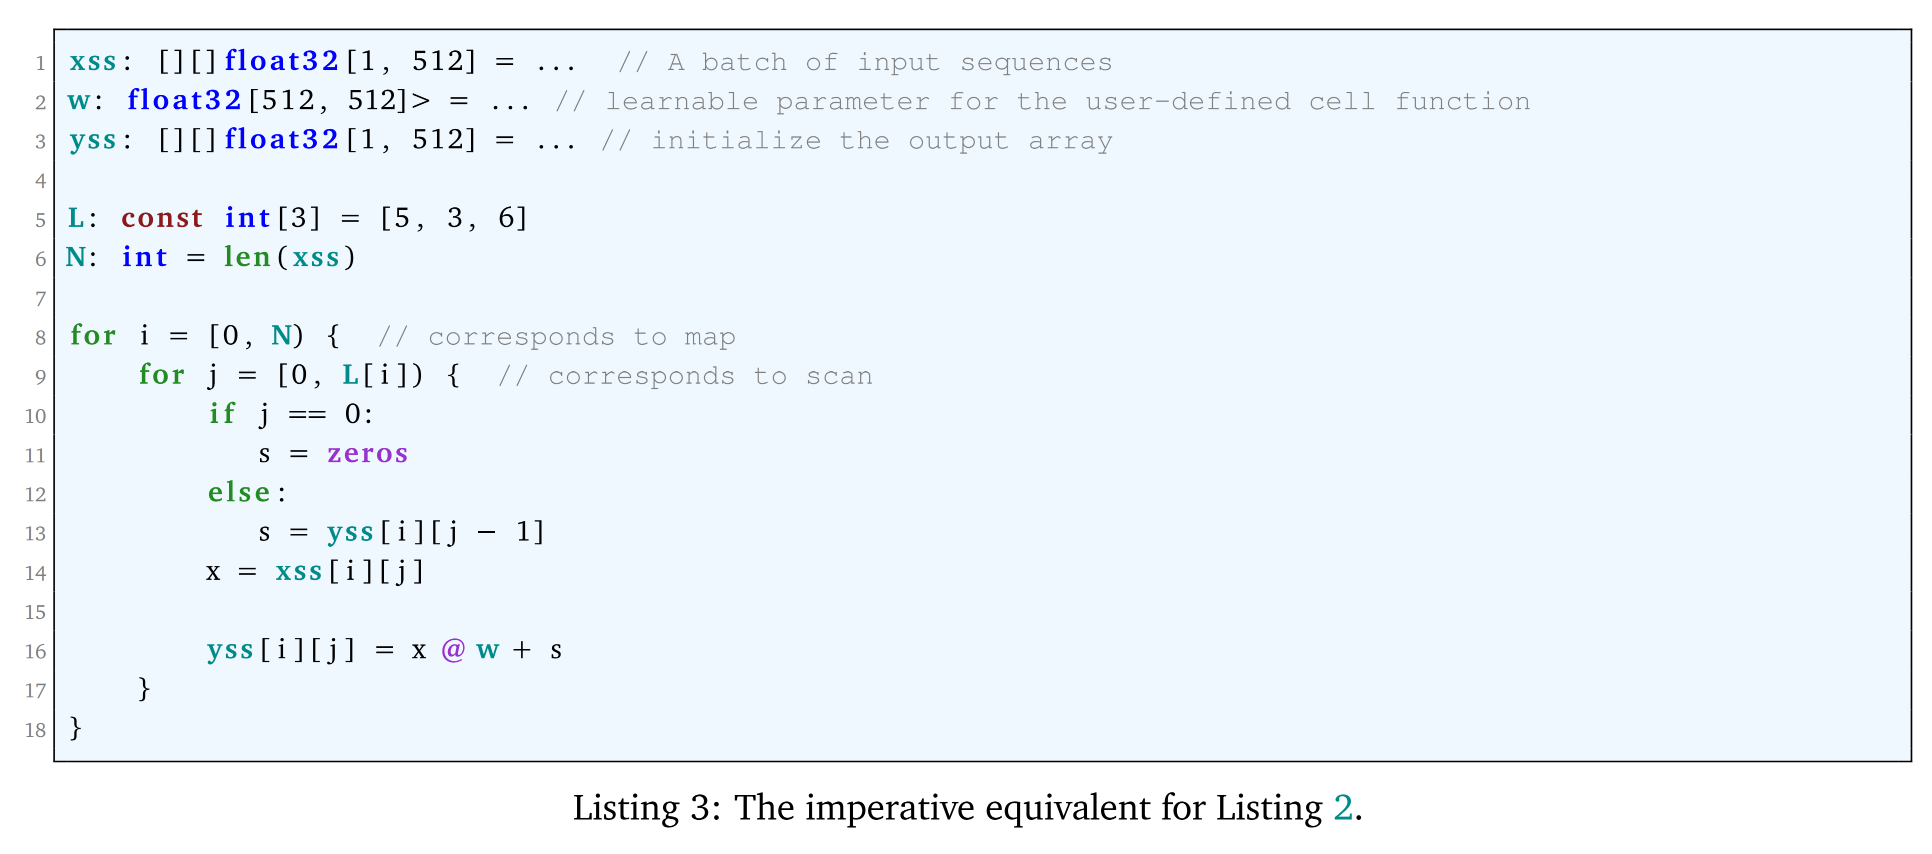 1 xss: [][]float32[1, 512] = ... // A batch of input sequences
2 w: float32[512, 512]> = ... // learnable parameter for the user-defined cell function
3 yss: [][]float32[1, 512] = ... // initialize the output array
4
5 L: const int[3] = [5, 3, 6]
6 N: int = len(xss)
7
8 for i = [0, N) { // corresponds to map
9 for j = [0, L[i]) { // corresponds to scan
10 if j == 0:
11 s = zeros
12 else:
13 s = yss[i][j - 1]
14 x = xss[i][j]
15
16 yss[i][j] = x @ w + s
17 }
18 }
Listing 3: The imperative equivalent for Listing 2.